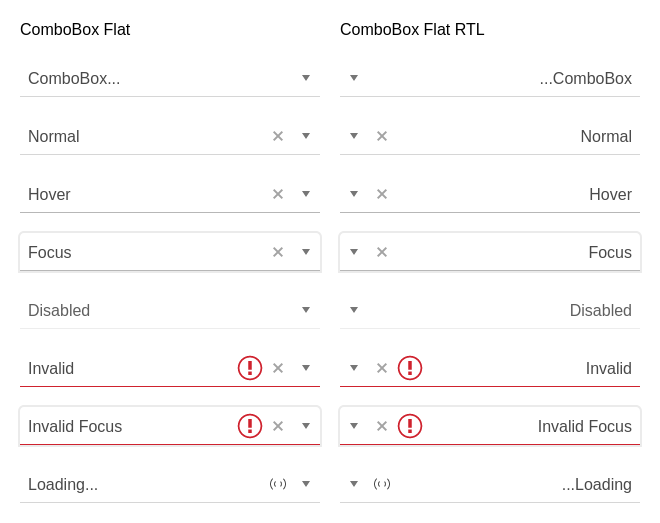 ComboBox Flat
ComboBox...
Normal
Hover
Focus
Disabled
Invalid
Invalid Focus
Loading...
ComboBox Flat RTL
...ComboBox
Normal
Hover
Focus
Disabled
Invalid
Invalid Focus
...Loading